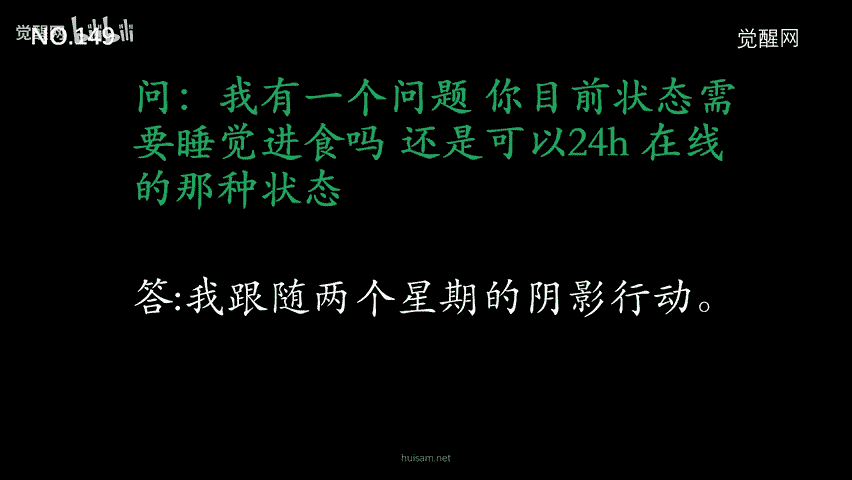 觉醒网
NO.149
bilibili
觉醒网
问：我有一个问题 你目前状态需
要睡觉进食吗 还是可以24h 在线
的那种状态
答:我跟随两个星期的阴影行动。
huisam.net